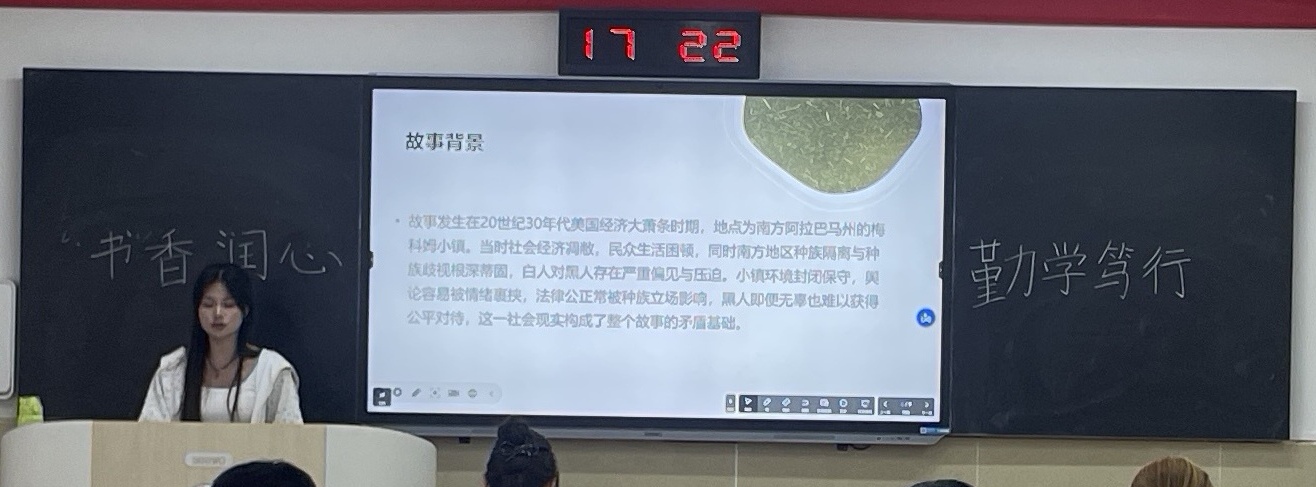 17 22
故事背景
• 故事发生在20世纪30年代美国经济大萧条时期，地点为南方阿拉巴马州的梅
科姆小镇。当时社会经济凋敝，民众生活困顿，同时南方地区种族隔离与种
族歧视根深蒂固，白人对黑人存在严重偏见与压迫。小镇环境封闭保守，舆
论容易被情绪裹挟，法律公正常被种族立场影响，黑人即便无辜也难以获得
公平对待，这一社会现实构成了整个故事的矛盾基础。
“书”香润心
勤学笃行